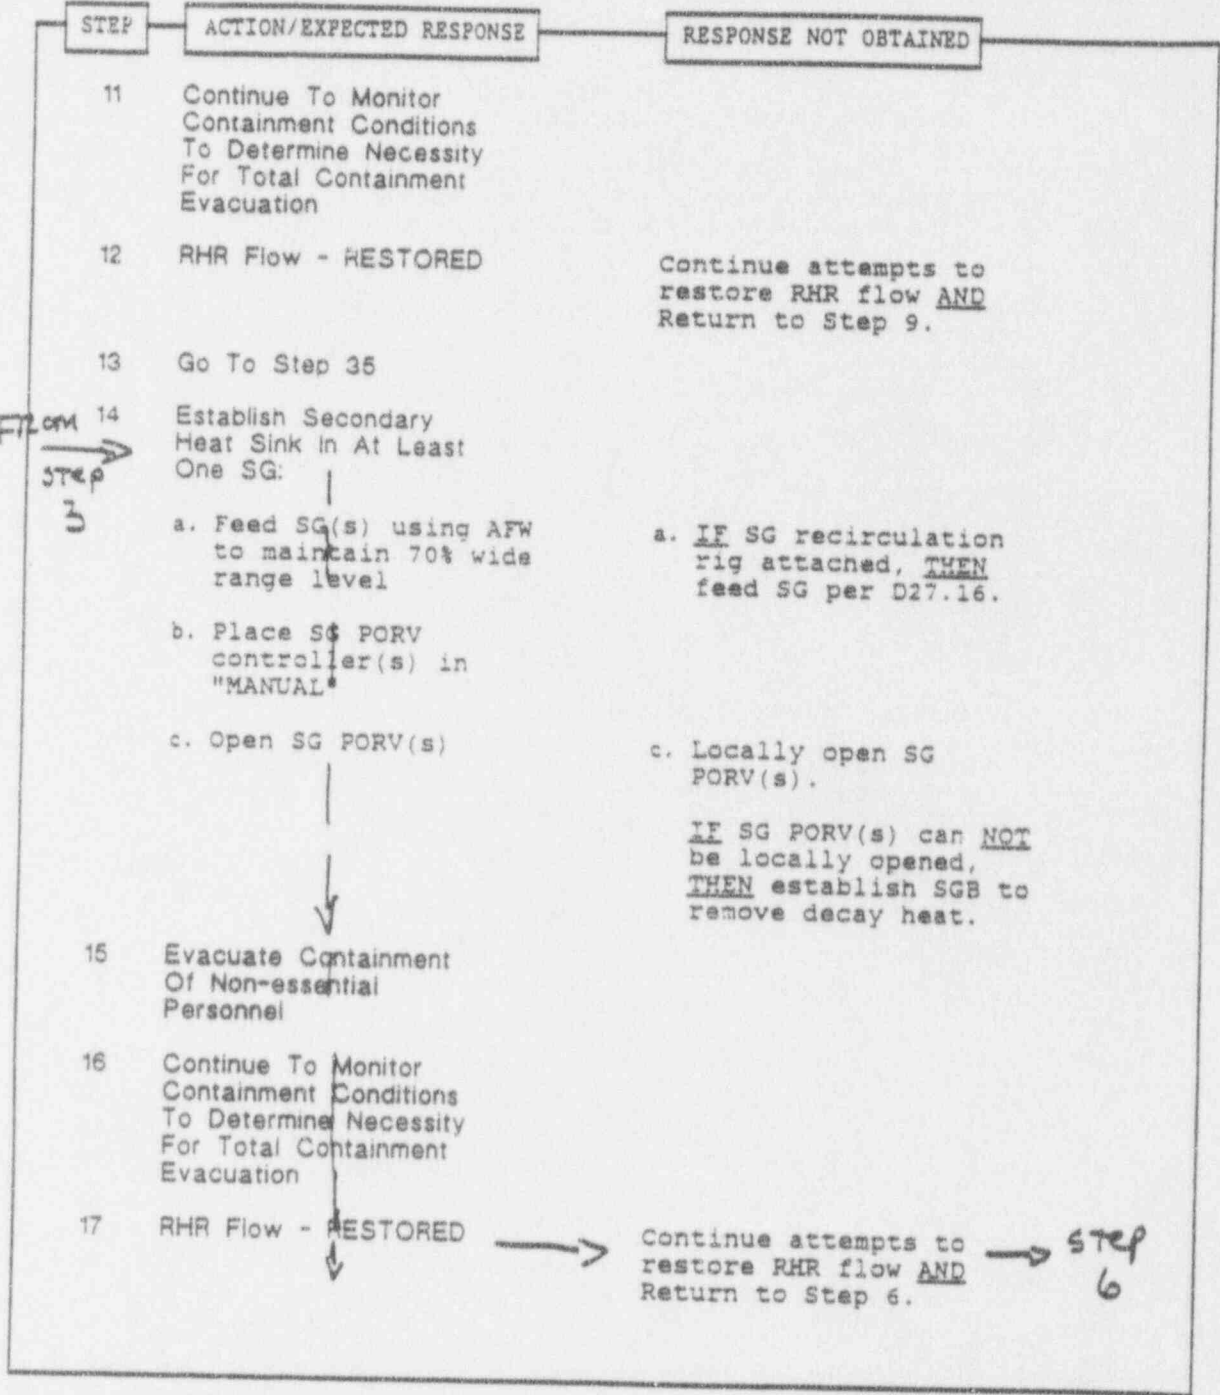 STEP ACTION/EXPECTED RESPONSE RESPONSE NOT OBTAINED
11 Continue To Monitor
Containment Conditions
To Determine Necessity
For Total Containment
Evacuation
12 RHR Flow - RESTORED
Continue attempts to
restore RHR flow AND
Return to Step 9.
13 Go To Step 35
From
Step
3
14 Establish Secondary
Heat Sink In At Least
One SG:
a. Feed SG(s) using AFW
to maintain 70% wide
range level
a. IF SG recirculation
rig attached, THEN
feed SG per D27.16.
b. Place SG PORV
controller(s) in
"MANUAL"
c. Open SG PORV(s)
c. Locally open SG
PORV(s).
IF SG PORV(s) can NOT
be locally opened,
THEN establish SGB to
remove decay heat.
15 Evacuate Containment
Of Non-essential
Personnel
16 Continue To Monitor
Containment Conditions
To Determine Necessity
For Total Containment
Evacuation
17 RHR Flow - RESTORED
Continue attempts to
restore RHR flow AND
Return to Step 6.
STEP
6